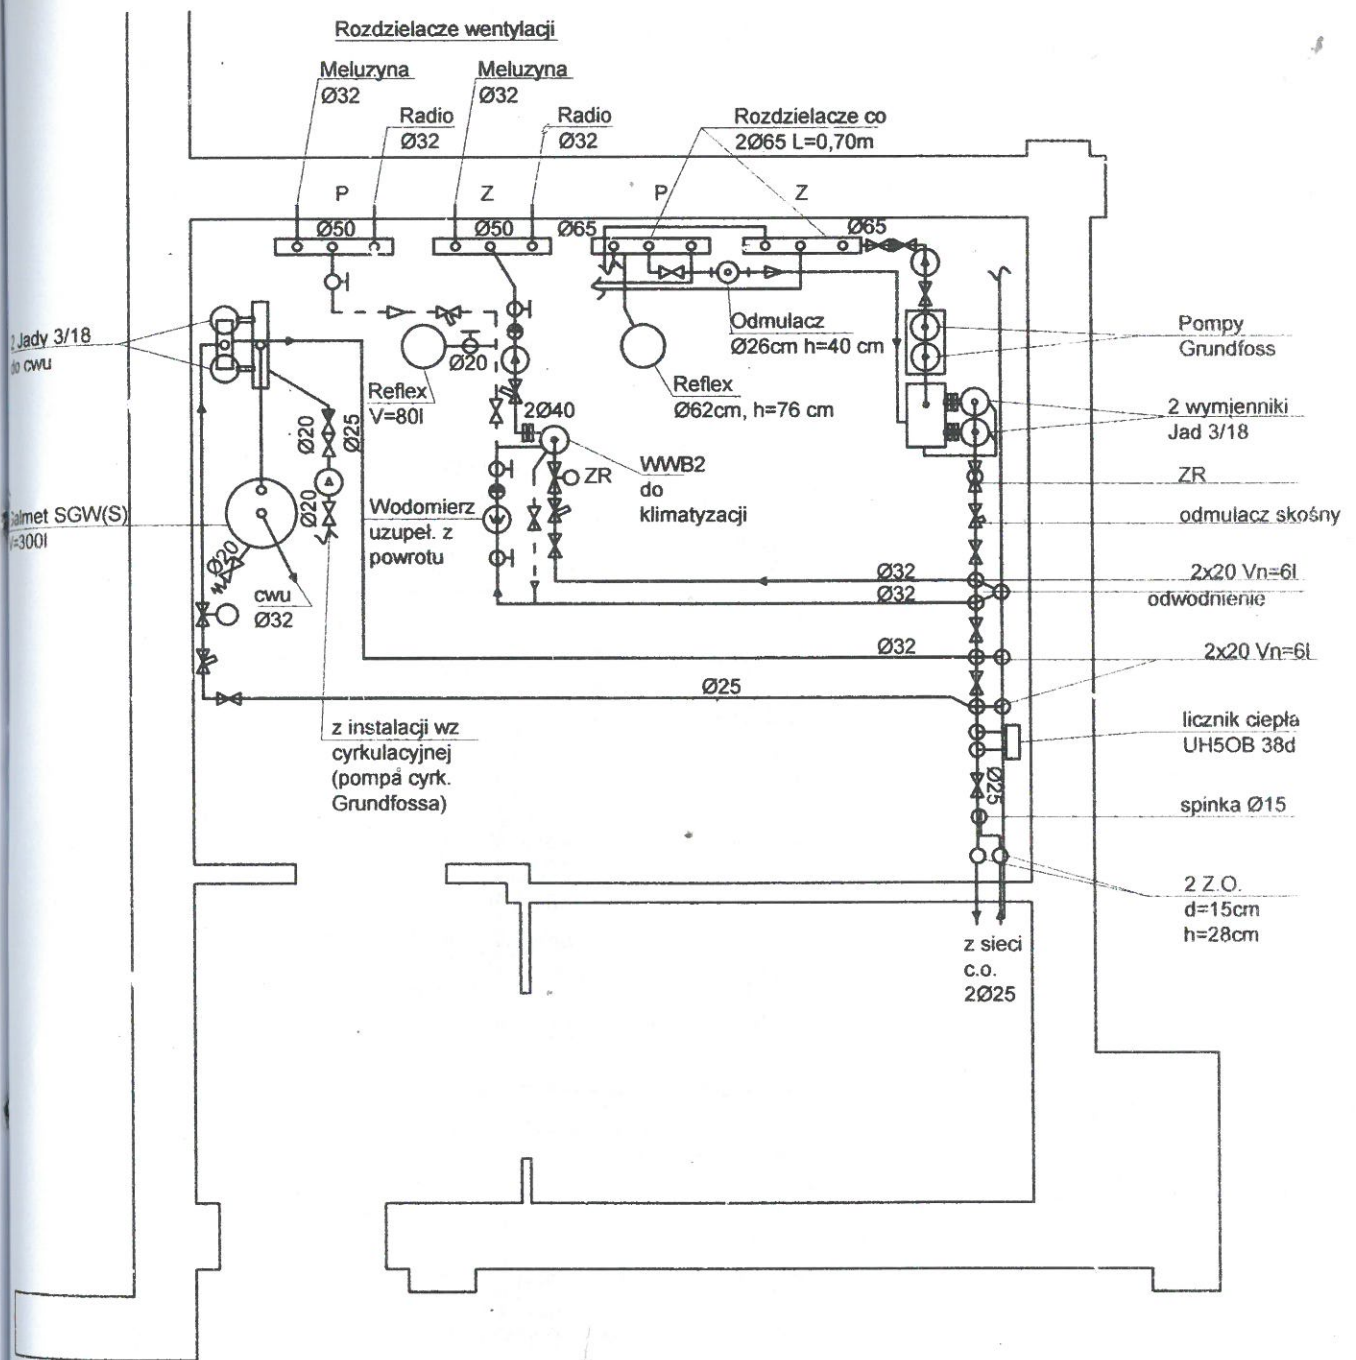 Rozdzielacze wentylacji
Meluzyna
Ø32
Meluzyna
Ø32
Radio
Ø32
Radio
Ø32
Rozdzielacze co
2Ø65 L=0,70m
P
Z
P
Z
Ø50
Ø50
Ø65
Ø65
2 Jady 3/18
do cwu
Reflex
V=80l
Ø20
Odmulacz
Ø26cm h=40 cm
Reflex
Ø62cm, h=76 cm
Pompy
Grundfoss
2 wymienniki
Jad 3/18
2Ø40
Ø20
Ø25
Ø20
WWB2
do
klimatyzacji
ZR
ZR
SGW(S)
V=300l
Wodomierz
uzupeł. z
powrotu
odmulacz skośny
Ø20
cwu
Ø32
Ø32
Ø32
2x20 Vn=6l
odwodnienie
Ø32
2x20 Vn=6l
Ø25
z instalacji wz
cyrkulacyjnej
(pompa cyrk.
Grundfossa)
licznik ciepła
UH5OB 38d
Ø25
spinka Ø15
2 Z.O.
d=15cm
h=28cm
z sieci
c.o.
2Ø25